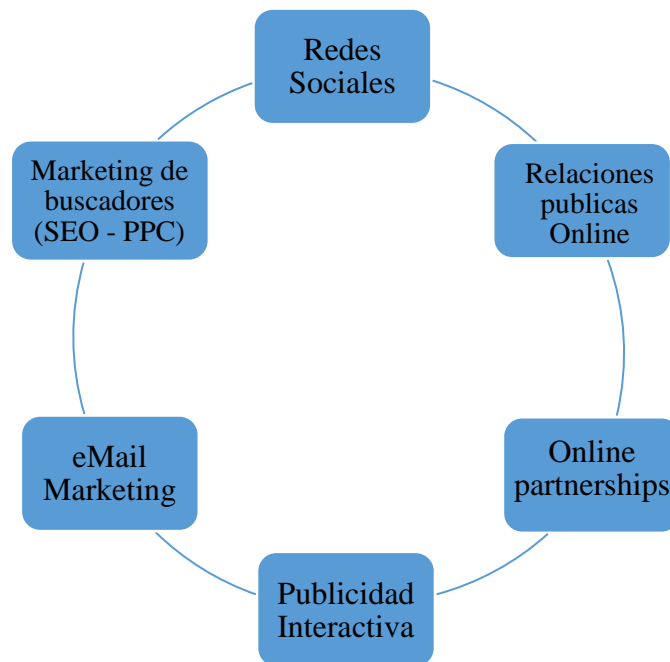 Redes
Sociales
Relaciones
publicas
Online
Online
partnerships
Publicidad
Interactiva
eMail
Marketing
Marketing de
buscadores
(SEO - PPC)